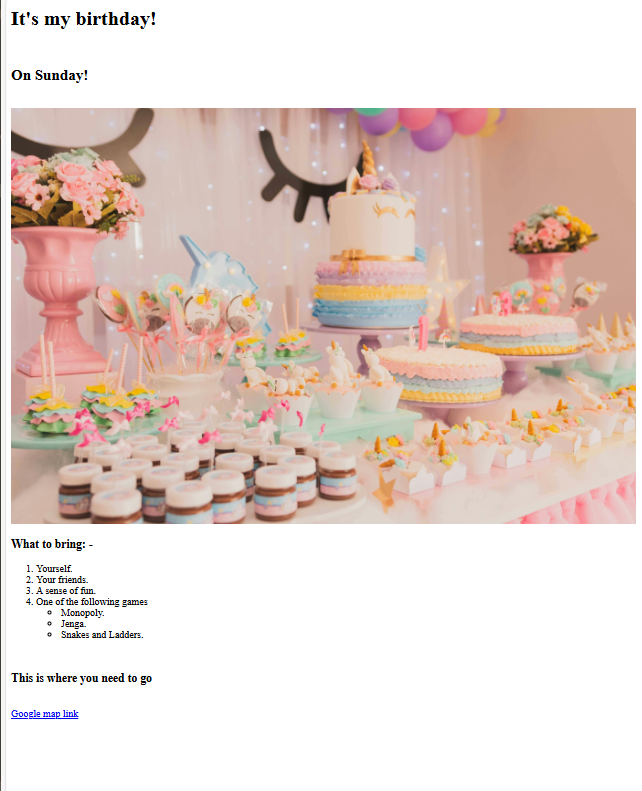 It's my birthday!
On Sunday!
What to bring: -
1. Yourself.
2. Your friends.
3. A sense of fun.
4. One of the following games
Monopoly.
Jenga.
Snakes and Ladders.
This is where you need to go
Google map link